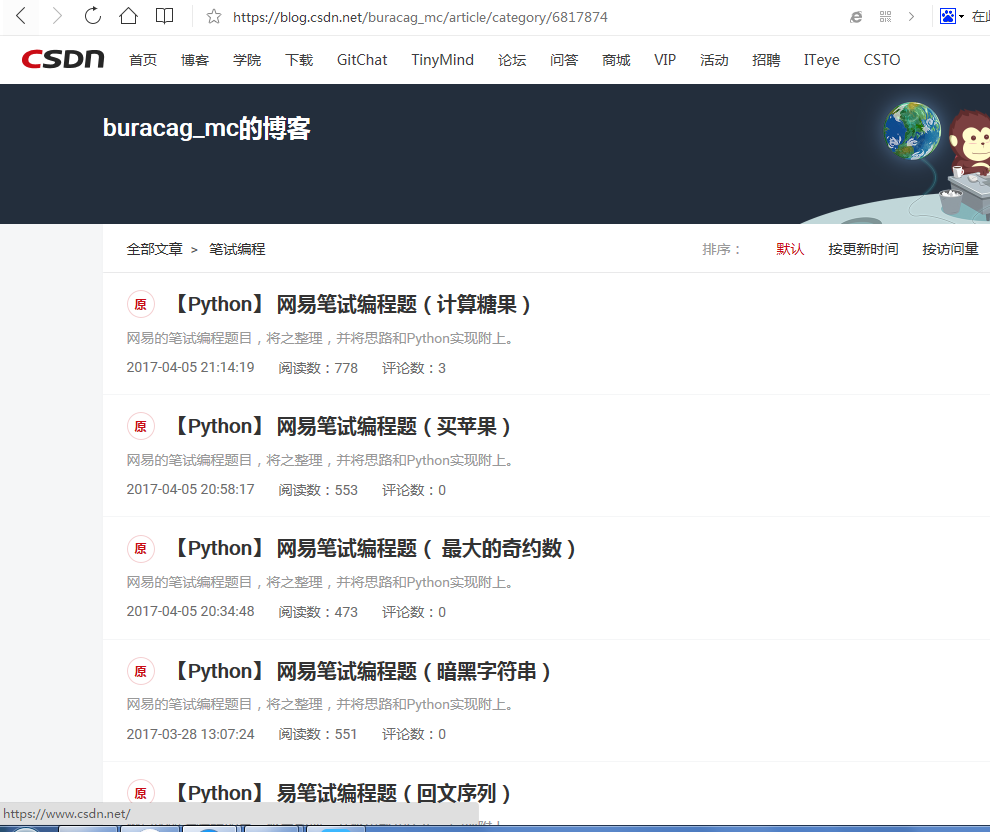 https://blog.csdn.net/buracag_mc/article/category/6817874
CSDN 首页 博客 学院 下载 GitChat TinyMind 论坛 问答 商城 VIP 活动 招聘 ITeye CSTO
buracag_mc的博客
全部文章 > 笔试编程 排序： 默认 按更新时间 按访问量
原 【Python】 网易笔试编程题（计算糖果）
网易的笔试编程题目，将之整理，并将思路和Python实现附上。
2017-04-05 21:14:19 阅读数：778 评论数：3
原 【Python】 网易笔试编程题（买苹果）
网易的笔试编程题目，将之整理，并将思路和Python实现附上。
2017-04-05 20:58:17 阅读数：553 评论数：0
原 【Python】 网易笔试编程题（ 最大的奇约数）
网易的笔试编程题目，将之整理，并将思路和Python实现附上。
2017-04-05 20:34:48 阅读数：473 评论数：0
原 【Python】 网易笔试编程题（暗黑字符串）
网易的笔试编程题目，将之整理，并将思路和Python实现附上。
2017-03-28 13:07:24 阅读数：551 评论数：0
原 【Python】 易笔试编程题（回文序列）
https://www.csdn.net/